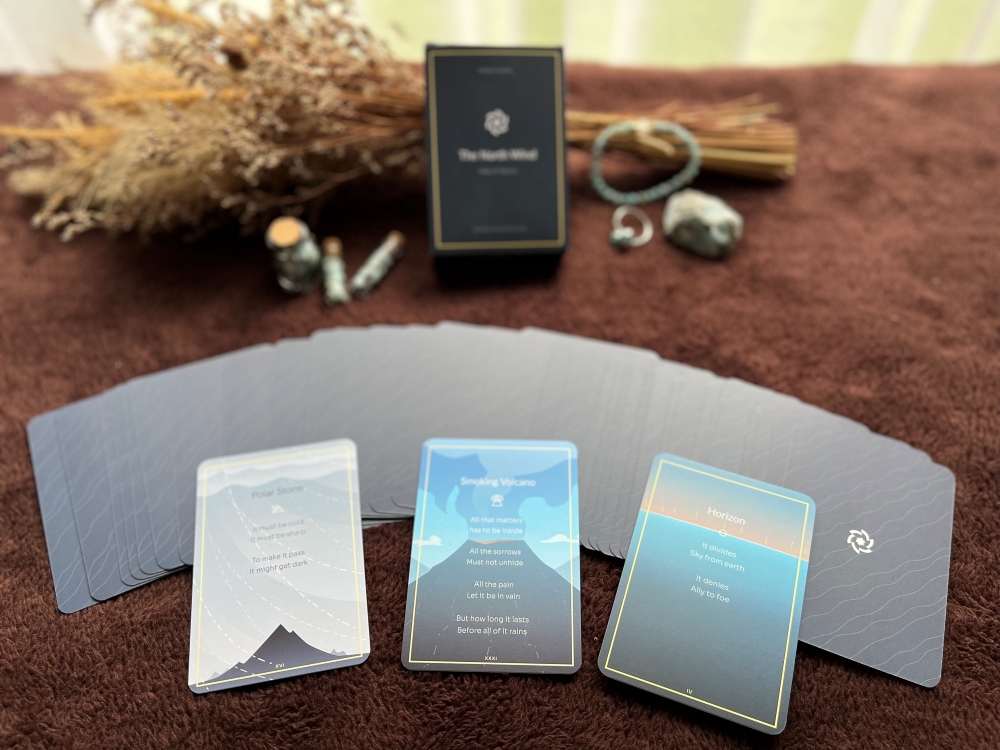 The North Wind
Polar Storm
It must be cold
It must be sharp
To make it pass
It might get dark
XVI
Smoking Volcano
All that matters
has to be inside
All the sorrows
Must not unhide
All the pain
Let it be in vain
But how long it lasts
Before all of it rains
XXXI
Horizon
It divides
Sky from earth
It denies
Ally to foe
IV